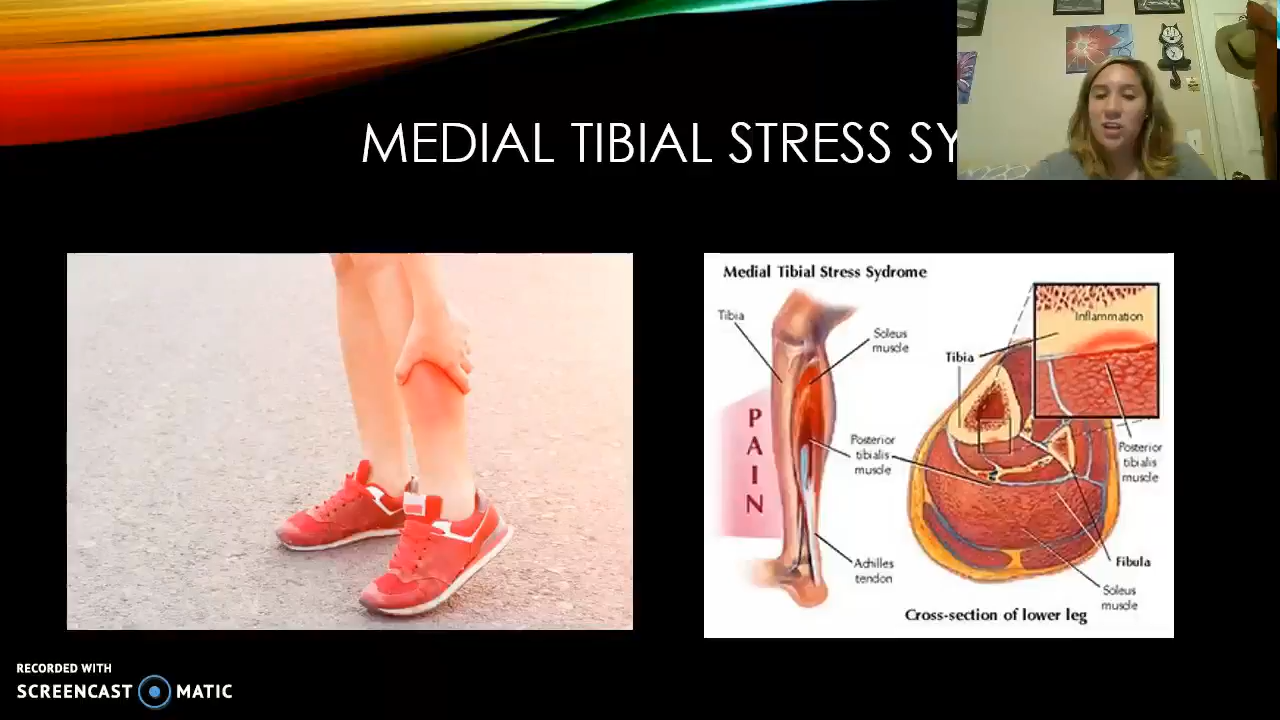 MEDIAL TIBIAL STRESS SY
Medial Tibial Stress Sydrome
Tibia
Soleus
muscle
Inflammation
Tibia
PAIN
Posterior
tibialis
muscle
Posterior
tibialis
muscle
Achilles
tendon
Fibula
Soleus
muscle
Cross-section of lower leg
RECORDED WITH
SCREENCAST MATIC